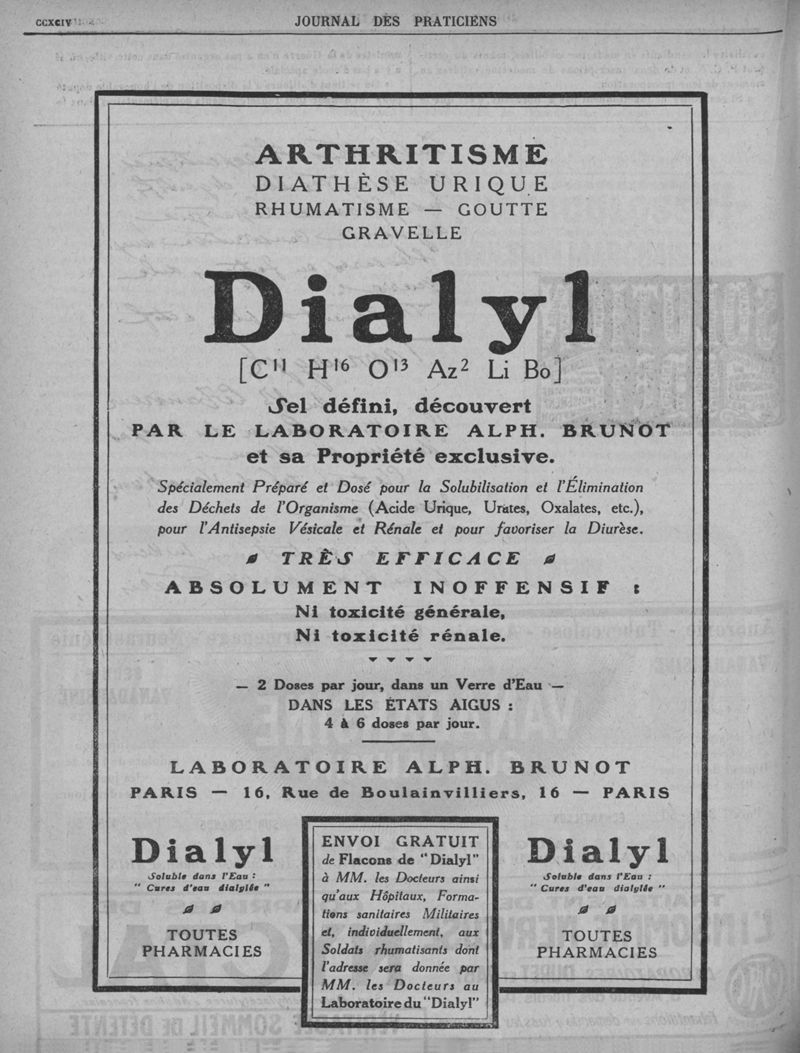 CCXCIV
JOURNAL DES PRATICIENS
ARTHRITISME
DIATHÈSE URIQUE
RHUMATISME — GOUTTE
GRAVELLE
Dialyl
[C¹¹ H¹⁶ O¹³ Az² Li Bo]
Sel défini, découvert
PAR LE LABORATOIRE ALPH. BRUNOT
et sa Propriété exclusive.
Spécialement Préparé et Dosé pour la Solubilisation et l'Élimination
des Déchets de l'Organisme (Acide Urique, Urates, Oxalates, etc.),
pour l'Antisepsie Vésicale et Rénale et pour favoriser la Diurèse.
TRÈS EFFICACE
ABSOLUMENT INOFFENSIF :
Ni toxicité générale,
Ni toxicité rénale.
— 2 Doses par jour, dans un Verre d'Eau —
DANS LES ÉTATS AIGUS :
4 à 6 doses par jour.
LABORATOIRE ALPH. BRUNOT
PARIS — 16, Rue de Boulainvilliers, 16 — PARIS
Dialyl
Soluble dans l'Eau :
" Cures d'eau dialylée "
TOUTES
PHARMACIES
ENVOI GRATUIT
de Flacons de "Dialyl"
à MM. les Docteurs ainsi
qu'aux Hôpitaux, Forma-
tions sanitaires Militaires
et, individuellement, aux
Soldats rhumatisants dont
l'adresse sera donnée par
MM. les Docteurs au
Laboratoire du "Dialyl"
Dialyl
Soluble dans l'Eau :
" Cures d'eau dialylée "
TOUTES
PHARMACIES